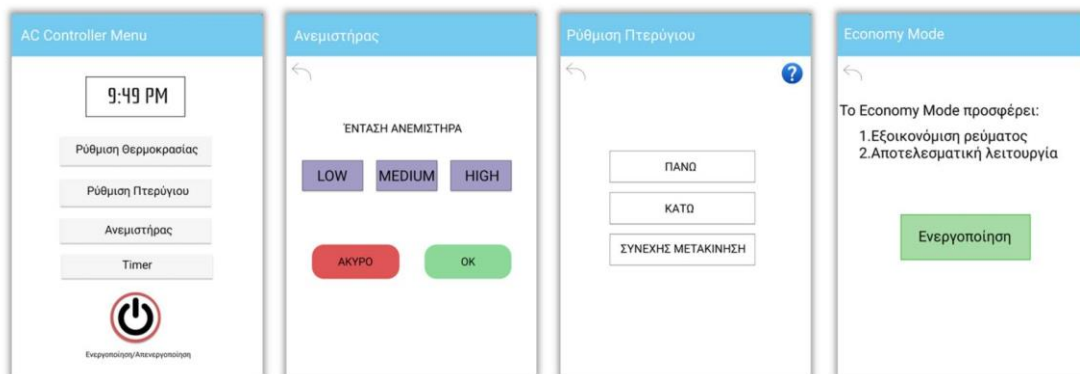 AC Controller Menu
9:49 PM
Ρύθμιση Θερμοκρασίας
Ρύθμιση Πτερύγιου
Ανεμιστήρας
Timer
Ενεργοποίηση/Απενεργοποίηση
Ανεμιστήρας
ΈΝΤΑΣΗ ΑΝΕΜΙΣΤΗΡΑ
LOW MEDIUM HIGH
ΑΚΥΡΟ OK
Ρύθμιση Πτερύγιου
?
ΠΑΝΩ
ΚΑΤΩ
ΣΥΝΕΧΗΣ ΜΕΤΑΚΙΝΗΣΗ
Economy Mode
Το Economy Mode προσφέρει:
1.Εξοικονόμιση ρεύματος
2.Αποτελεσματική λειτουργία
Ενεργοποίηση